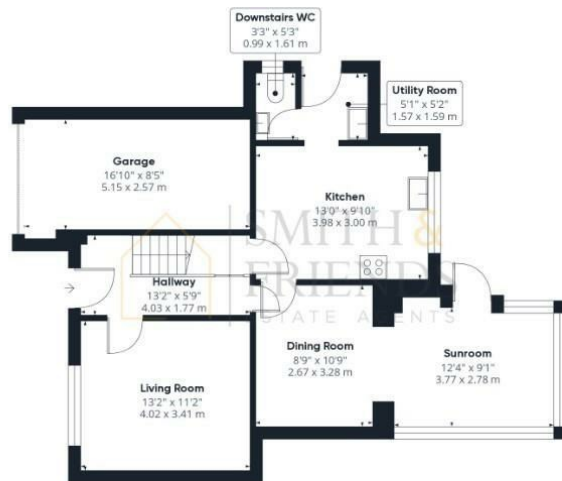 Downstairs WC
3'3" x 5'3"
0.99 x 1.61 m
Utility Room
5'1" x 5'2"
1.57 x 1.59 m
Garage
16'10" x 8'5"
5.15 x 2.57 m
Kitchen
13'0" x 9'10"
3.98 x 3.00 m
SMITH &
FRIENDS
ESTATE AGENTS
Hallway
13'2" x 5'9"
4.03 x 1.77 m
Dining Room
8'9" x 10'9"
2.67 x 3.28 m
Sunroom
12'4" x 9'1"
3.77 x 2.78 m
Living Room
13'2" x 11'2"
4.02 x 3.41 m